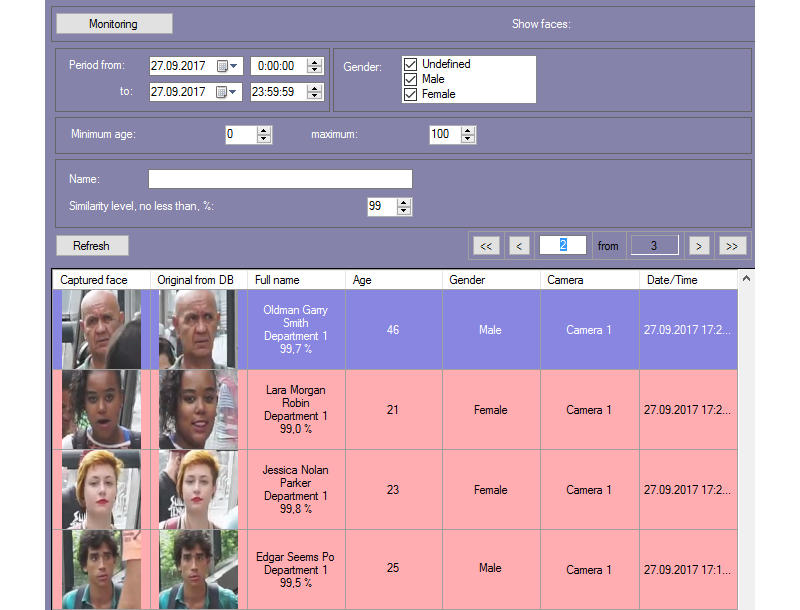 Monitoring
Show faces:
Period from: 27.09.2017 0:00:00
to: 27.09.2017 23:59:59
Gender:
Undefined
Male
Female
Minimum age: 0 maximum: 100
Name:
Similarity level, no less than, %: 99
Refresh << < 2 from 3 > >>
Captured face Original from DB Full name Age Gender Camera Date/Time
Oldman Garry
Smith
Department 1
99,7 %
46 Male Camera 1 27.09.2017 17:2...
Lara Morgan
Robin
Department 1
99,0 %
21 Female Camera 1 27.09.2017 17:2...
Jessica Nolan
Parker
Department 1
99,8 %
23 Female Camera 1 27.09.2017 17:2...
Edgar Seems Po
Department 1
99,5 %
25 Male Camera 1 27.09.2017 17:1...